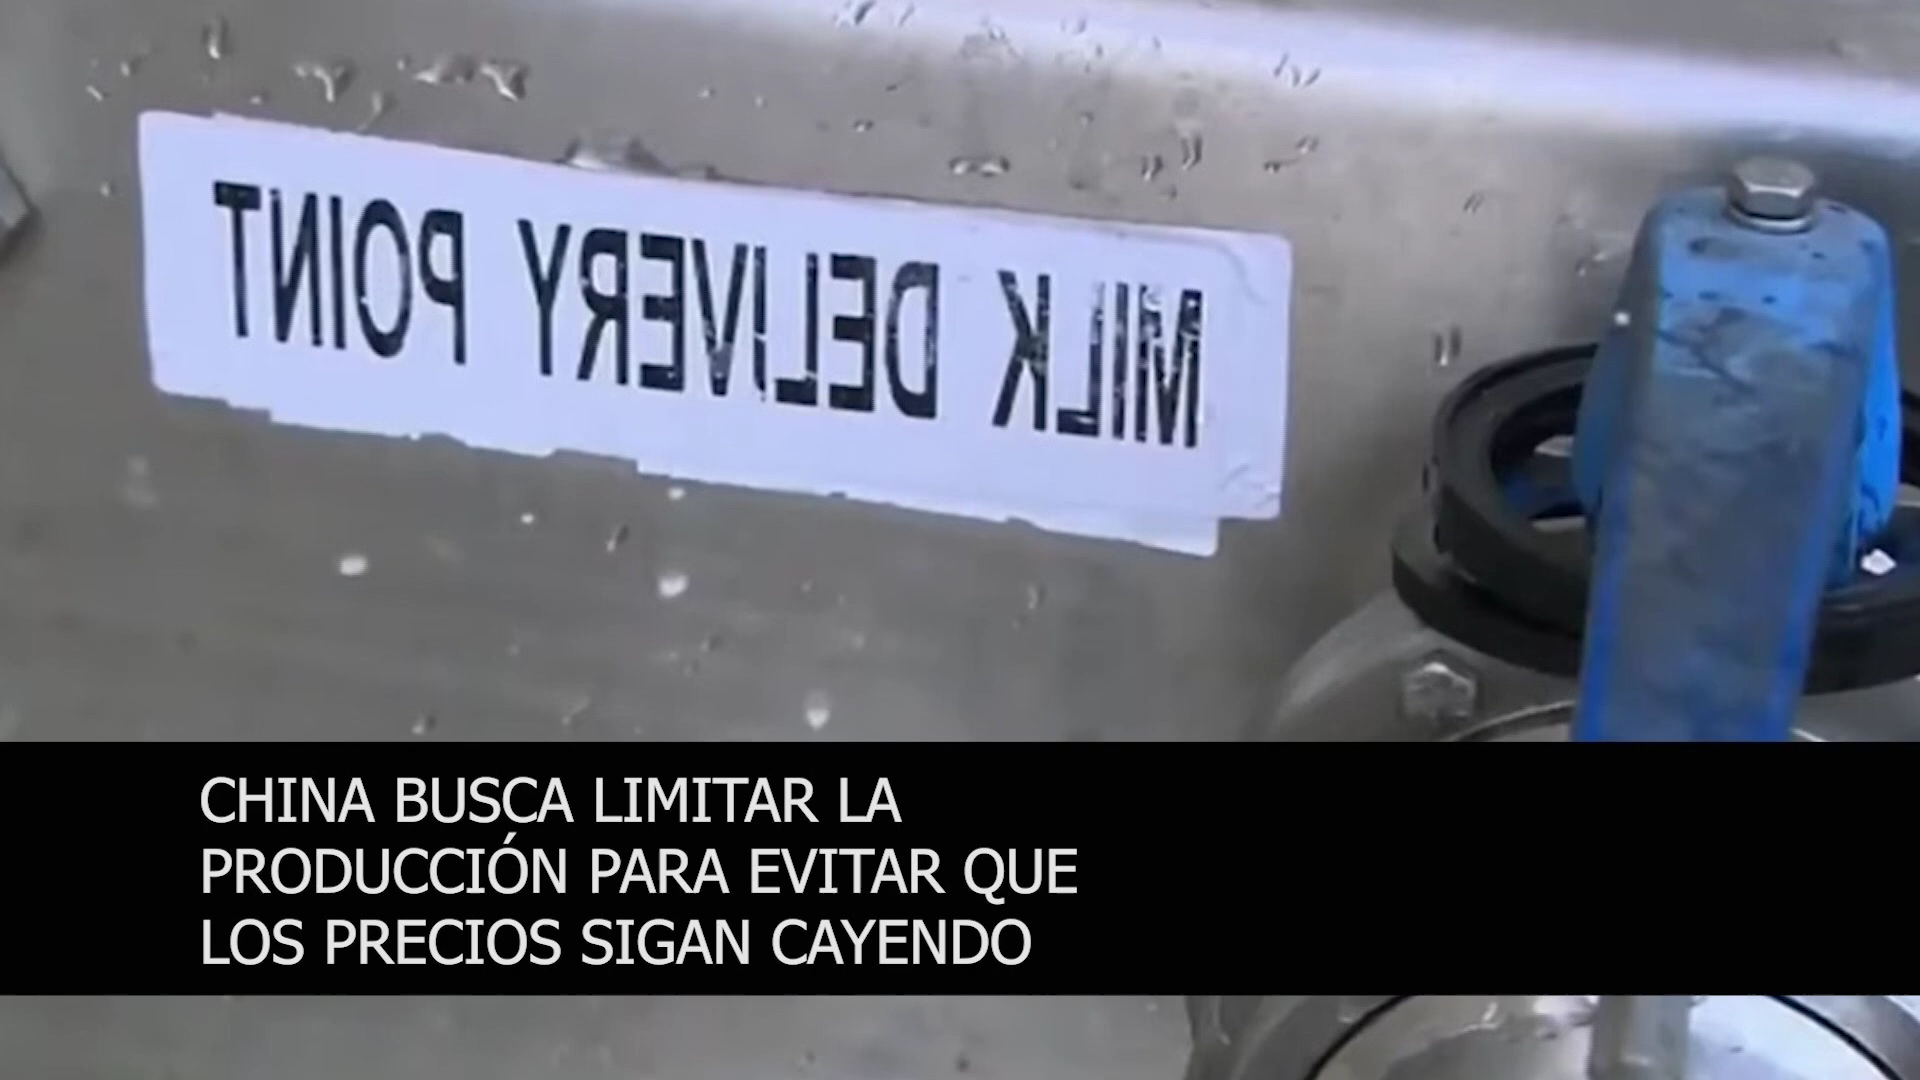 MILK DELIVERY POINT
CHINA BUSCA LIMITAR LA
PRODUCCIÓN PARA EVITAR QUE
LOS PRECIOS SIGAN CAYENDO